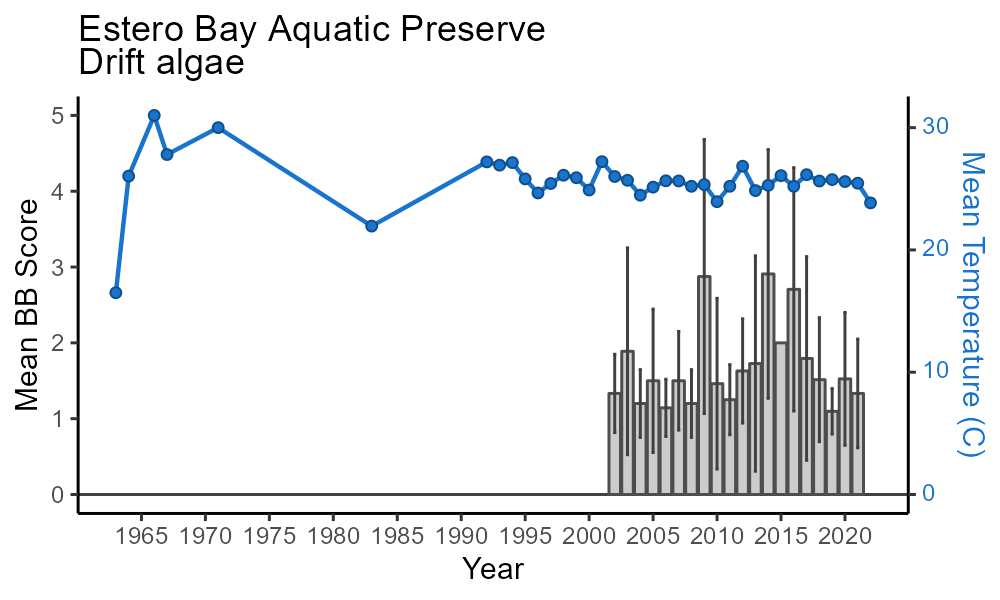 Estero Bay Aquatic Preserve
Drift algae
Mean BB Score
5
4
3
2
1
0
30
20
10
0
Mean Temperature (C)
1965 1970 1975 1980 1985 1990 1995 2000 2005 2010 2015 2020
Year